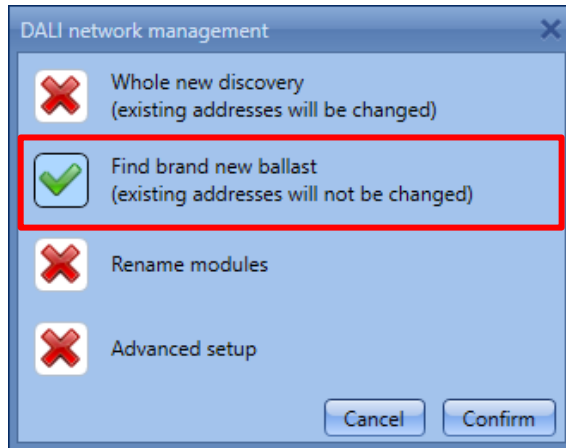 DALI network management
Whole new discovery
(existing addresses will be changed)
Find brand new ballast
(existing addresses will not be changed)
Rename modules
Advanced setup
Cancel
Confirm